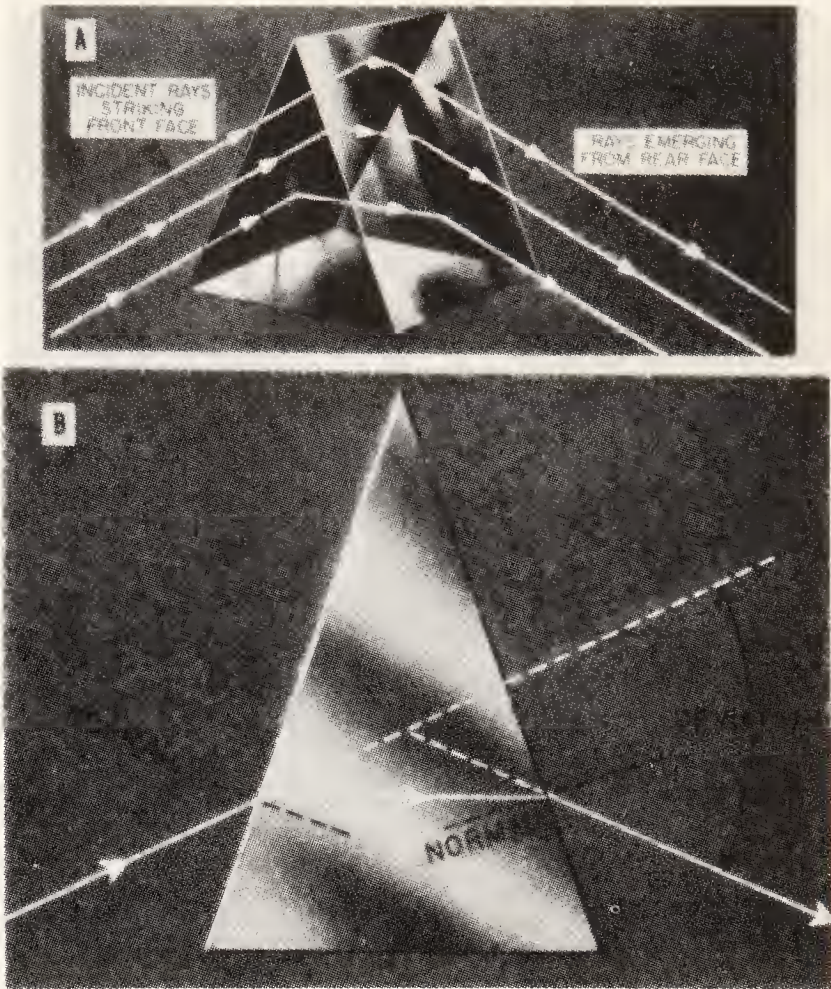 A
INCIDENT RAYS
STRIKING
FRONT FACE
RAYS EMERGING
FROM REAR FACE
B
NORMAL